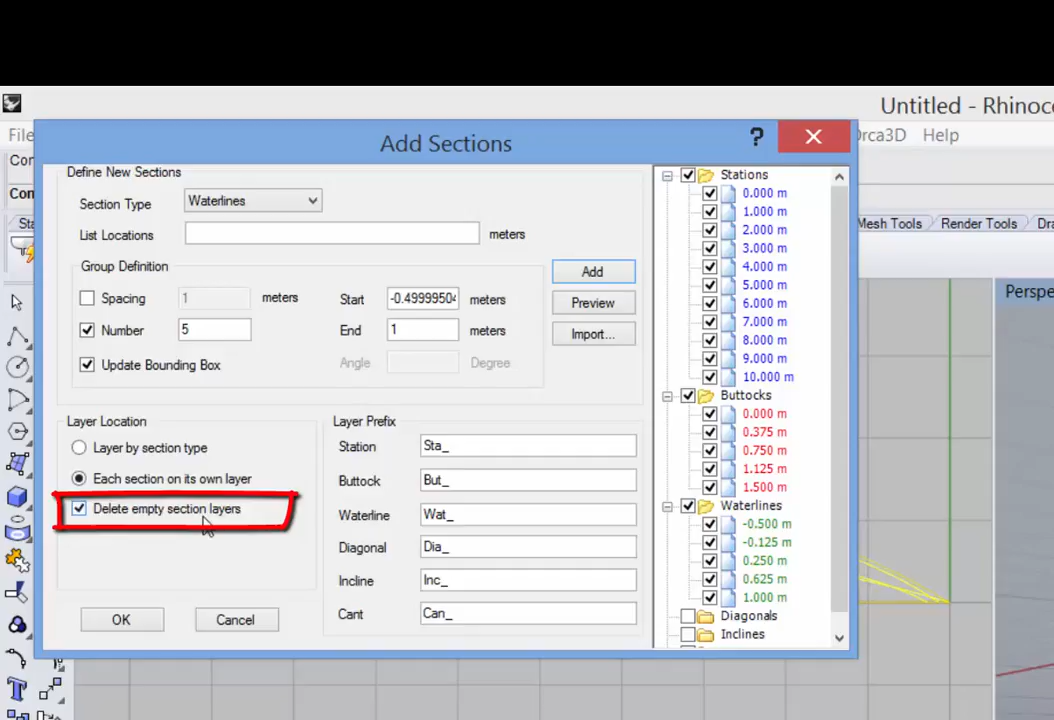 Untitled - Rhinoc
File
Add Sections
?
rca3D Help
Define New Sections
Section Type
Waterlines
List Locations
meters
Group Definition
Spacing
1
meters
Start
-0.49999504
meters
Number
5
End
1
meters
Update Bounding Box
Angle
Degree
Add
Preview
Import...
Layer Location
Layer by section type
Each section on its own layer
Delete empty section layers
OK
Cancel
Layer Prefix
Station
Sta_
Buttock
But_
Waterline
Wat_
Diagonal
Dia_
Incline
Inc_
Cant
Can_
Stations
0.000 m
1.000 m
2.000 m
3.000 m
4.000 m
5.000 m
6.000 m
7.000 m
8.000 m
9.000 m
10.000 m
Buttocks
0.000 m
0.375 m
0.750 m
1.125 m
1.500 m
Waterlines
-0.500 m
-0.125 m
0.250 m
0.625 m
1.000 m
Diagonals
Inclines
Co
Con
Sta
Mesh Tools
Render Tools
Dra
Perspe